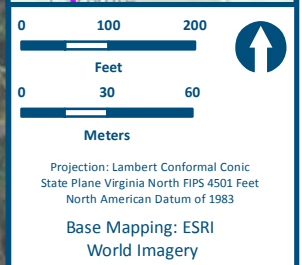 0 100 200
Feet
0 30 60
Meters
Projection: Lambert Conformal Conic
State Plane Virginia North FIPS 4501 Feet
North American Datum of 1983
Base Mapping: ESRI
World Imagery